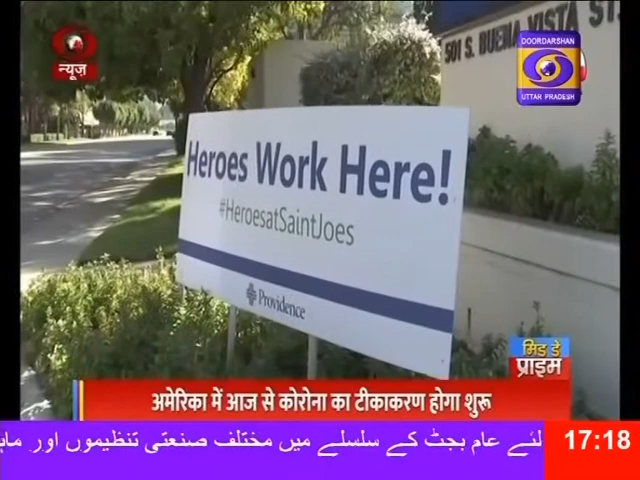 न्यूज़
501 S. BUENA VISTA ST.
DOORDARSHAN
UTTAR PRADESH
Heroes Work Here!
#HeroesatSaintJoes
Providence
मिड डे
प्राइम
अमेरिका में आज से कोरोना का टीकाकरण होगा शुरू
لئے عام بجٹ کے سلسلے میں مختلف صنعتی تنظیموں اور
17:18